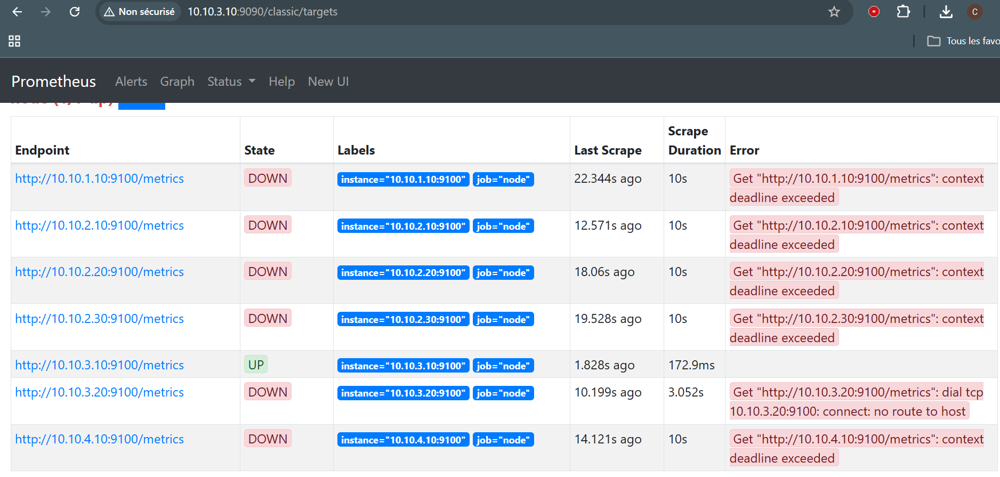 Non sécurisé 10.10.3.10:9090/classic/targets
C
Tous les favo
Prometheus Alerts Graph Status Help New UI
Endpoint State Labels Last Scrape Scrape Duration Error
http://10.10.1.10:9100/metrics DOWN instance="10.10.1.10:9100" job="node" 22.344s ago 10s Get "http://10.10.1.10:9100/metrics": context
deadline exceeded
http://10.10.2.10:9100/metrics DOWN instance="10.10.2.10:9100" job="node" 12.571s ago 10s Get "http://10.10.2.10:9100/metrics": context
deadline exceeded
http://10.10.2.20:9100/metrics DOWN instance="10.10.2.20:9100" job="node" 18.06s ago 10s Get "http://10.10.2.20:9100/metrics": context
deadline exceeded
http://10.10.2.30:9100/metrics DOWN instance="10.10.2.30:9100" job="node" 19.528s ago 10s Get "http://10.10.2.30:9100/metrics": context
deadline exceeded
http://10.10.3.10:9100/metrics UP instance="10.10.3.10:9100" job="node" 1.828s ago 172.9ms
http://10.10.3.20:9100/metrics DOWN instance="10.10.3.20:9100" job="node" 10.199s ago 3.052s Get "http://10.10.3.20:9100/metrics": dial tcp
10.10.3.20:9100: connect: no route to host
http://10.10.4.10:9100/metrics DOWN instance="10.10.4.10:9100" job="node" 14.121s ago 10s Get "http://10.10.4.10:9100/metrics": context
deadline exceeded